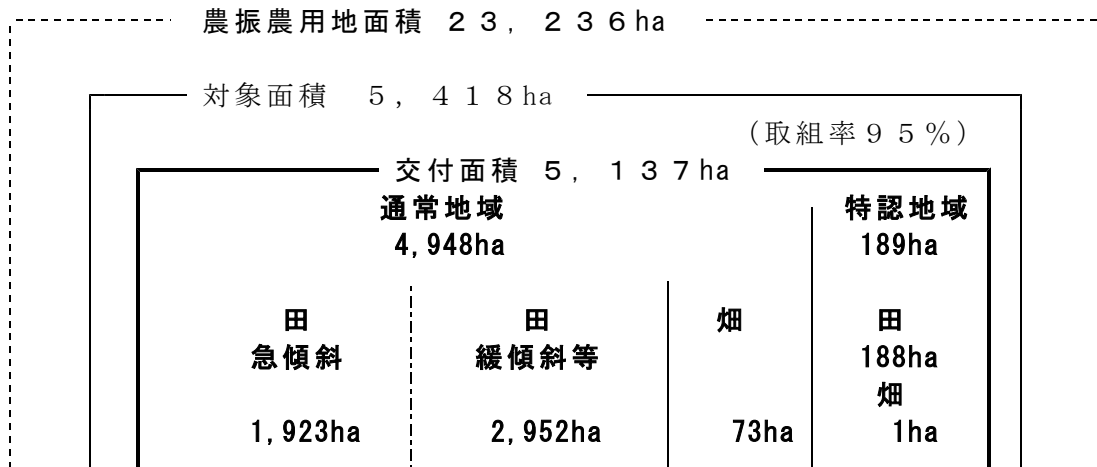 農振農用地面積 ２３，２３６ha
対象面積　５，４１８ha
（取組率９５％）
交付面積 ５，１３７ha
通常地域 特認地域
4,948ha 189ha
田 田 畑 田
急傾斜 緩傾斜等 188ha
畑
1,923ha 2,952ha 73ha 1ha